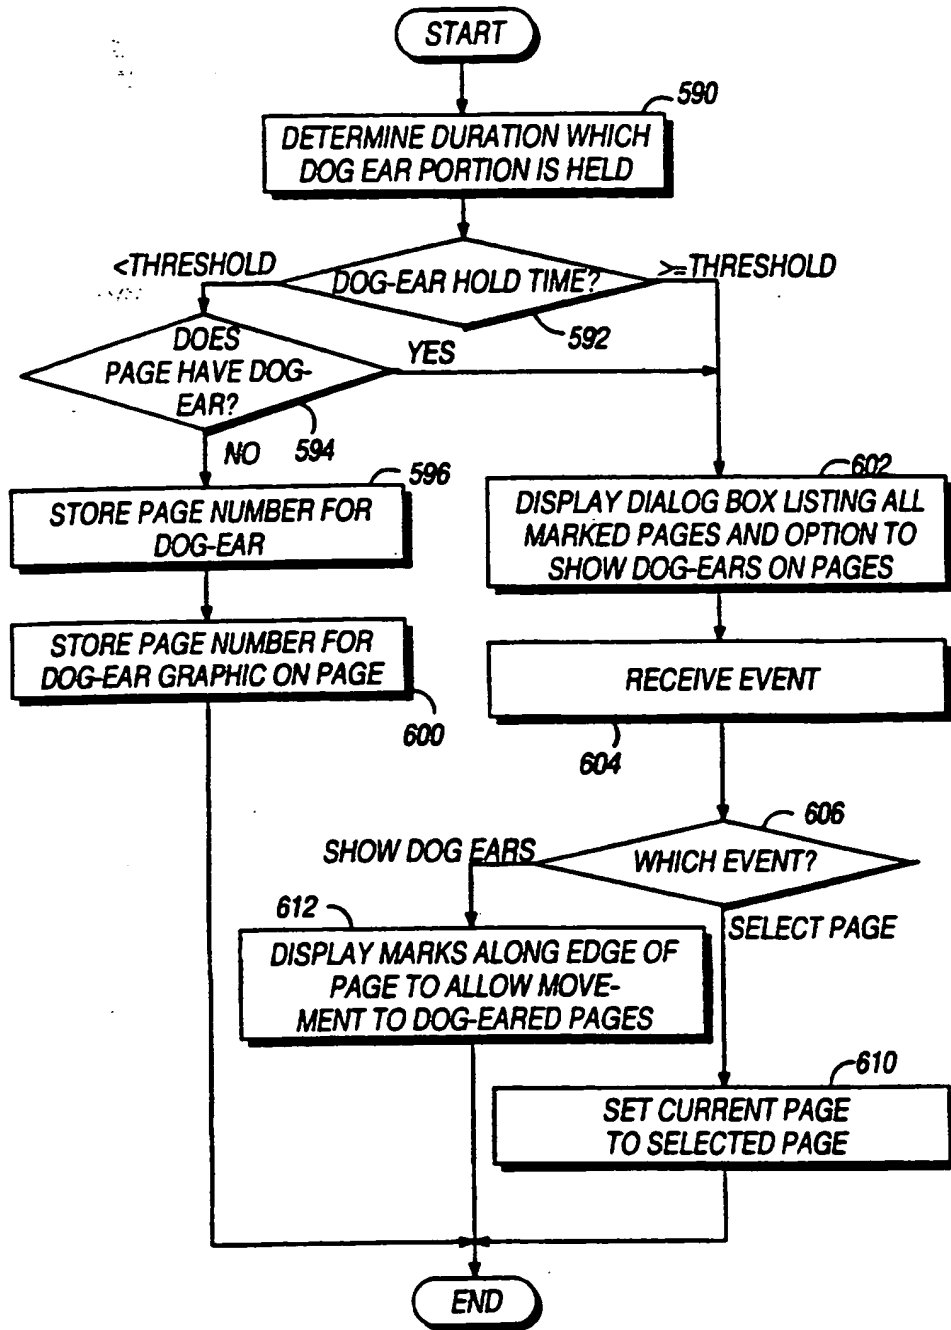 START
590
DETERMINE DURATION WHICH
DOG EAR PORTION IS HELD
<THRESHOLD
DOG-EAR HOLD TIME?
>=THRESHOLD
592
DOES
PAGE HAVE DOG-
EAR?
YES
594
NO
596
STORE PAGE NUMBER FOR
DOG-EAR
602
DISPLAY DIALOG BOX LISTING ALL
MARKED PAGES AND OPTION TO
SHOW DOG-EARS ON PAGES
STORE PAGE NUMBER FOR
DOG-EAR GRAPHIC ON PAGE
600
RECEIVE EVENT
604
606
SHOW DOG EARS
WHICH EVENT?
612
SELECT PAGE
DISPLAY MARKS ALONG EDGE OF
PAGE TO ALLOW MOVE-
MENT TO DOG-EARED PAGES
610
SET CURRENT PAGE
TO SELECTED PAGE
END